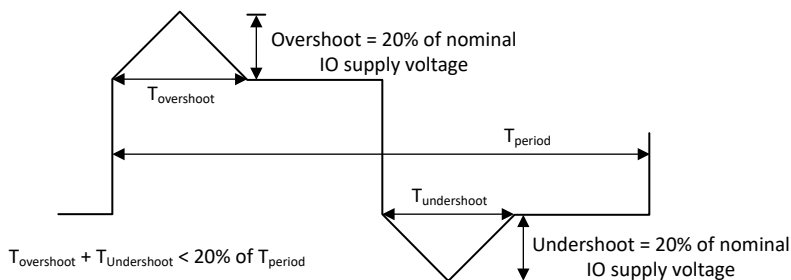 Overshoot = 20% of nominal
IO supply voltage
Tovershoot
Tperiod
Tundershoot
Tovershoot + TUndershoot < 20% of Tperiod
Undershoot = 20% of nominal
IO supply voltage